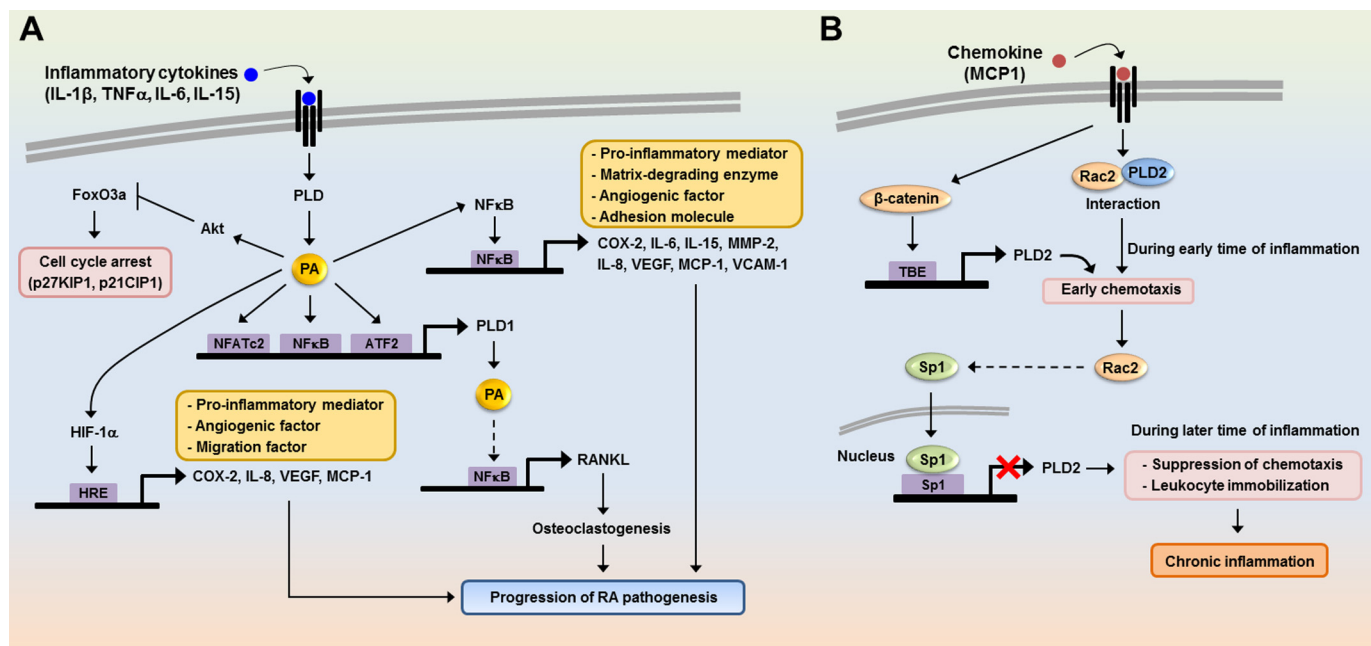 A
Inflammatory cytokines
(IL-1β, TNFα, IL-6, IL-15)
PLD
FoxO3a
Akt
Cell cycle arrest
(p27KIP1, p21CIP1)
PA
NFκB
NFκB
- Pro-inflammatory mediator
- Matrix-degrading enzyme
- Angiogenic factor
- Adhesion molecule
COX-2, IL-6, IL-15, MMP-2,
IL-8, VEGF, MCP-1, VCAM-1
NFATc2
NFκB
ATF2
PLD1
PA
HIF-1α
HRE
- Pro-inflammatory mediator
- Angiogenic factor
- Migration factor
COX-2, IL-8, VEGF, MCP-1
NFκB
RANKL
Osteoclastogenesis
Progression of RA pathogenesis
B
Chemokine
(MCP1)
Rac2
PLD2
Interaction
β-catenin
TBE
PLD2
During early time of inflammation
Early chemotaxis
Rac2
Sp1
Nucleus
Sp1
Sp1
PLD2
During later time of inflammation
- Suppression of chemotaxis
- Leukocyte immobilization
Chronic inflammation